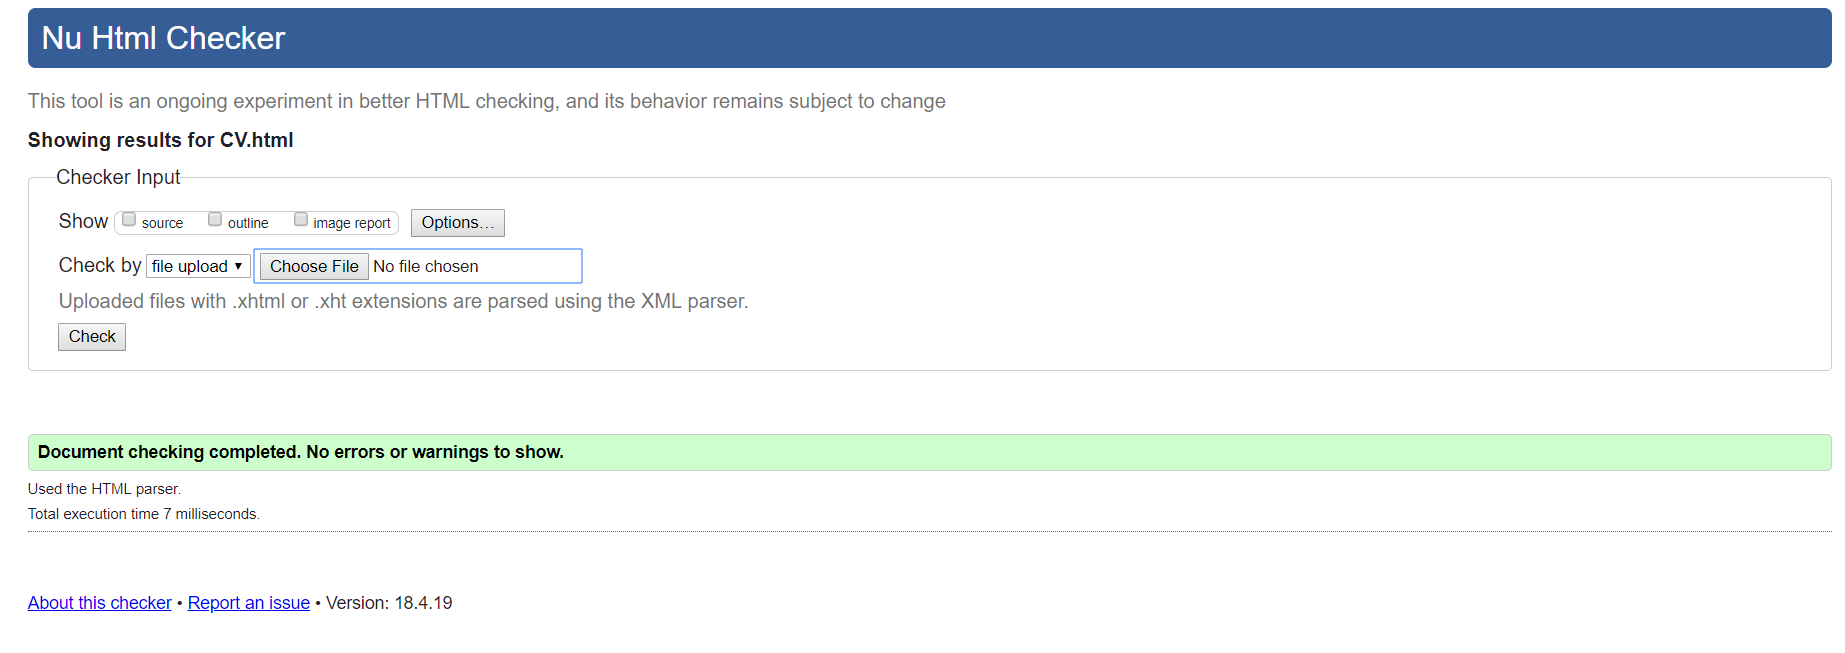 Nu Html Checker
This tool is an ongoing experiment in better HTML checking, and its behavior remains subject to change
Showing results for CV.html
Checker Input
Show source outline image report Options...
Check by file upload ▼ Choose File No file chosen
Uploaded files with .xhtml or .xht extensions are parsed using the XML parser.
Check
Document checking completed. No errors or warnings to show.
Used the HTML parser.
Total execution time 7 milliseconds.
About this checker • Report an issue • Version: 18.4.19